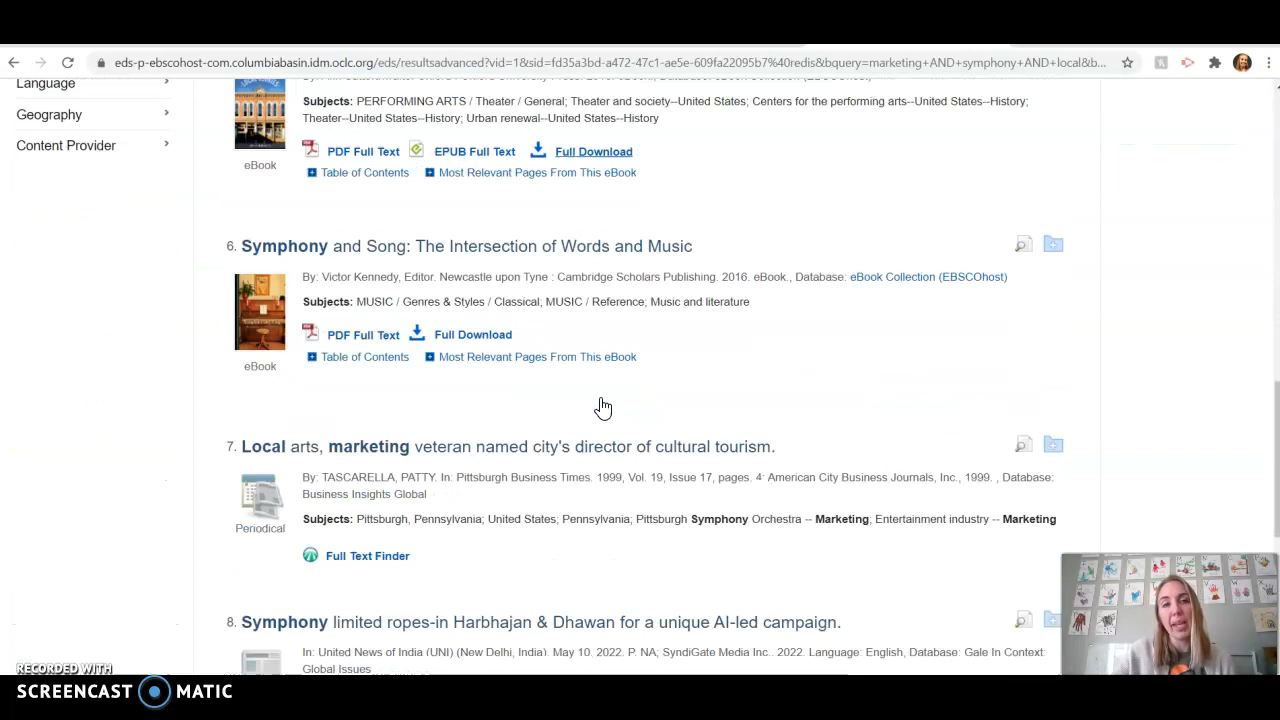 eds-p-ebscohost-com.columbiabasin.idm.oclc.org/eds/resultsadvanced?vid=1&sid=fd35a3bd-a472-47c1-ae5e-609fa22095b7%40redis&bquery=marketing+AND+symphony+AND+local&b...
Language
Geography
Content Provider
Subjects: PERFORMING ARTS / Theater / General; Theater and society--United States; Centers for the performing arts--United States--History;
Theater--United States--History; Urban renewal--United States--History
PDF Full Text EPUB Full Text Full Download
eBook
Table of Contents Most Relevant Pages From This eBook
6. Symphony and Song: The Intersection of Words and Music
By: Victor Kennedy, Editor. Newcastle upon Tyne : Cambridge Scholars Publishing. 2016. eBook., Database: eBook Collection (EBSCOhost)
Subjects: MUSIC / Genres & Styles / Classical; MUSIC / Reference; Music and literature
PDF Full Text Full Download
Table of Contents Most Relevant Pages From This eBook
eBook
7. Local arts, marketing veteran named city's director of cultural tourism.
By: TASCARELLA, PATTY. In: Pittsburgh Business Times. 1999, Vol. 19, Issue 17, pages. 4- American City Business Journals, Inc., 1999. , Database:
Business Insights Global
Subjects: Pittsburgh, Pennsylvania; United States; Pennsylvania; Pittsburgh Symphony Orchestra -- Marketing; Entertainment industry -- Marketing
Periodical
Full Text Finder
8. Symphony limited ropes-in Harbhajan & Dhawan for a unique AI-led campaign.
In: United News of India (UNI) (New Delhi, India). May 10, 2022. P. NA; SyndiGate Media Inc.. 2022. Language: English, Database: Gale In Context:
Global Issues
RECORDED WITH
SCREENCAST MATIC